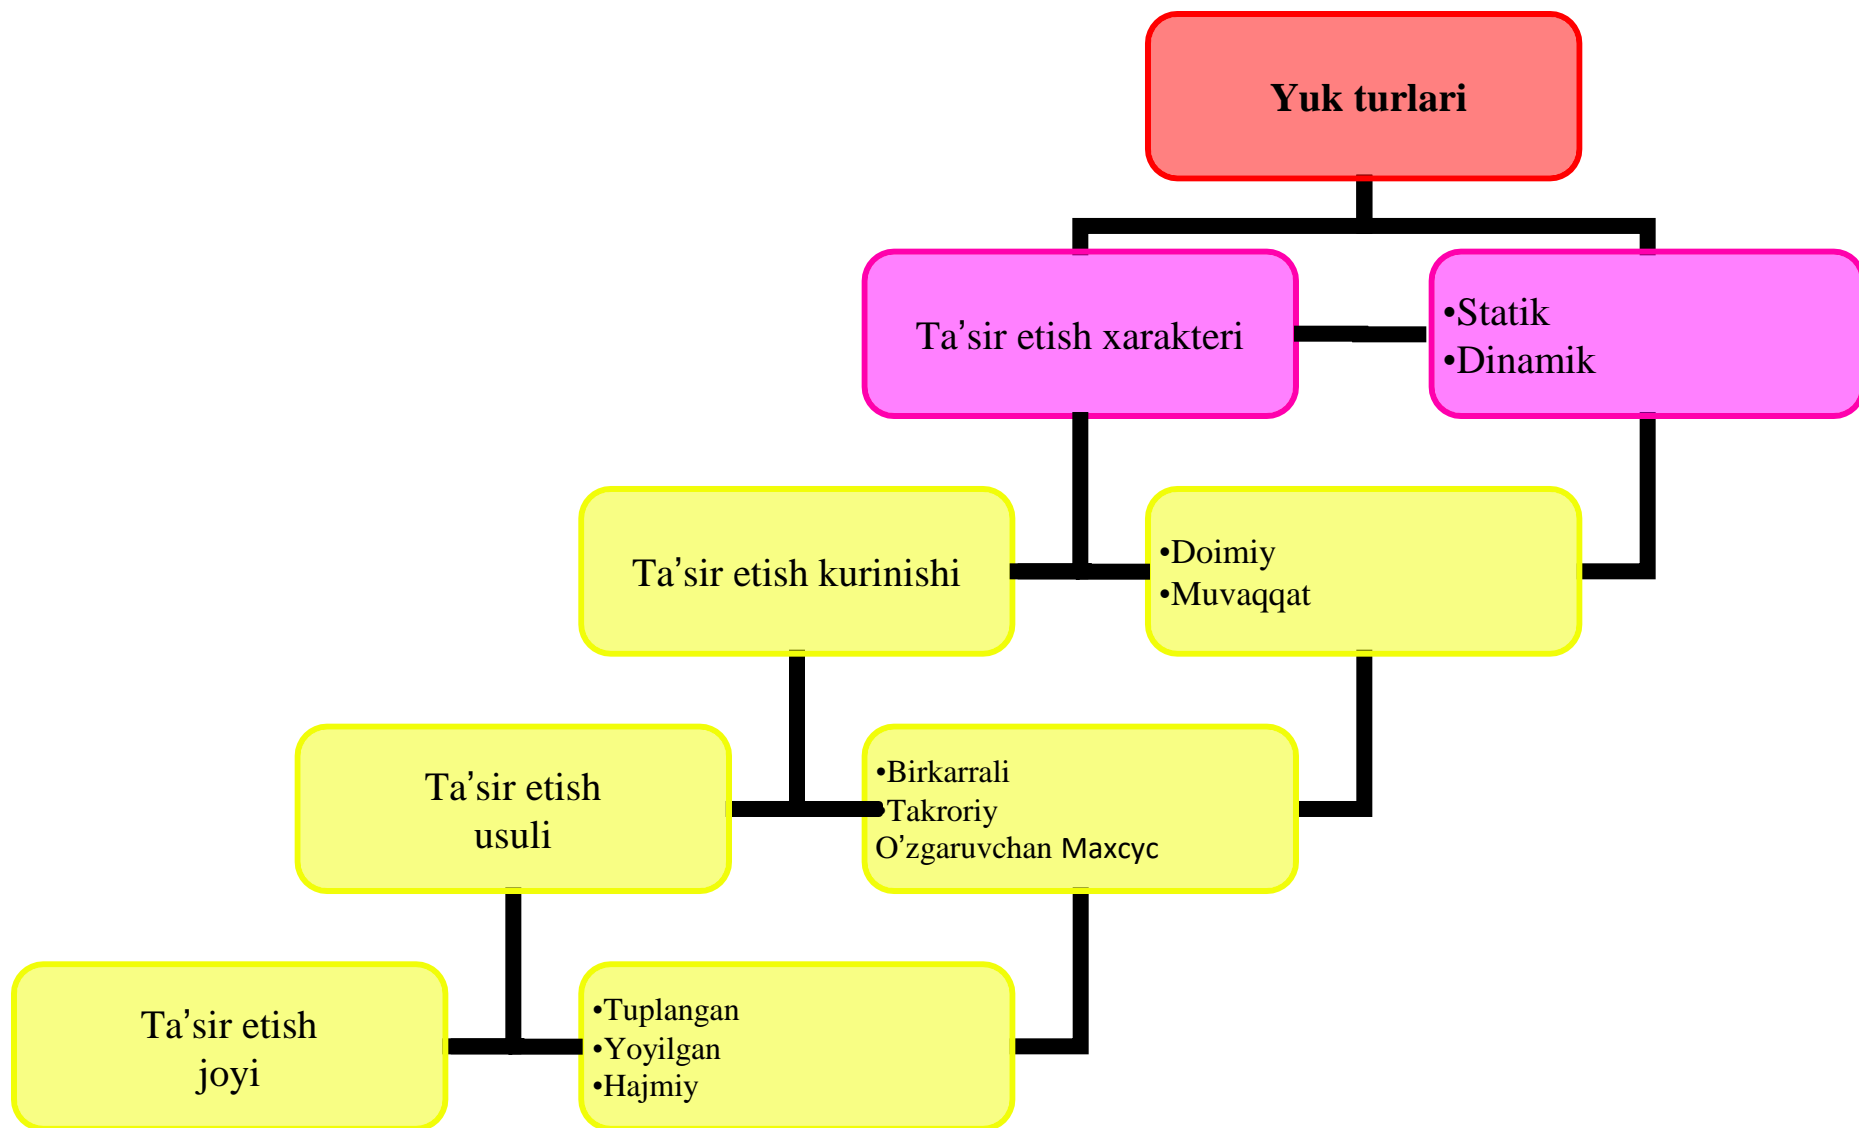 Yuk turlari
Ta’sir etish xarakteri
•Statik
•Dinamik
Ta’sir etish kurinishi
•Doimiy
•Muvaqqat
Ta’sir etish
usuli
•Birkarrali
•Takroriy
O’zgaruvchan Махсус
Ta’sir etish
joyi
•Tuplangan
•Yoyilgan
•Hajmiy